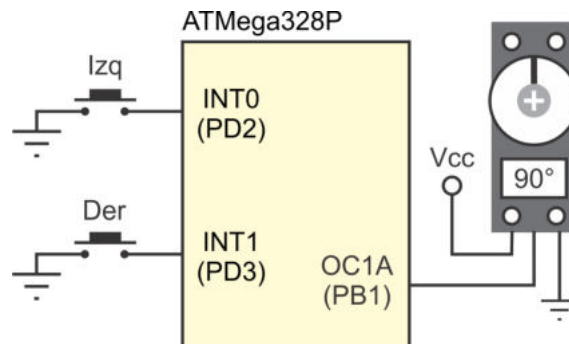 ATMega328P
Izq
INT0
(PD2)
Der
INT1
(PD3)
OC1A
(PB1)
Vcc
90°